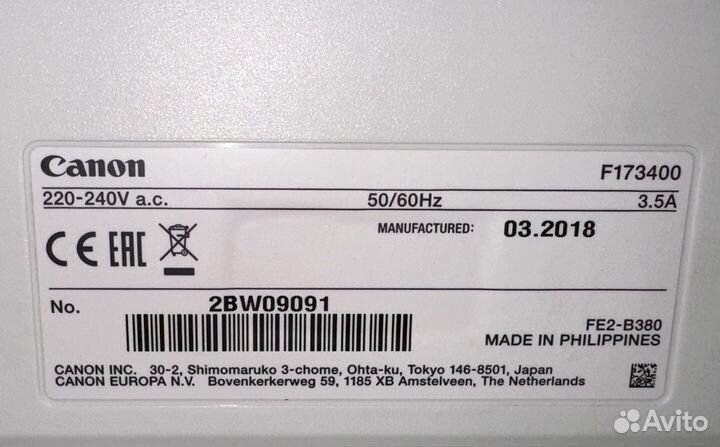 Canon F173400
220-240V a.c. 50/60Hz 3.5A
MANUFACTURED: 03.2018
CE EAC
No. 2BW09091
FE2-B380
MADE IN PHILIPPINES
CANON INC. 30-2, Shimomaruko 3-chome, Ohta-ku, Tokyo 146-8501, Japan
CANON EUROPA N.V. Bovenkerkerweg 59, 1185 XB Amstelveen, The Netherlands
Avito